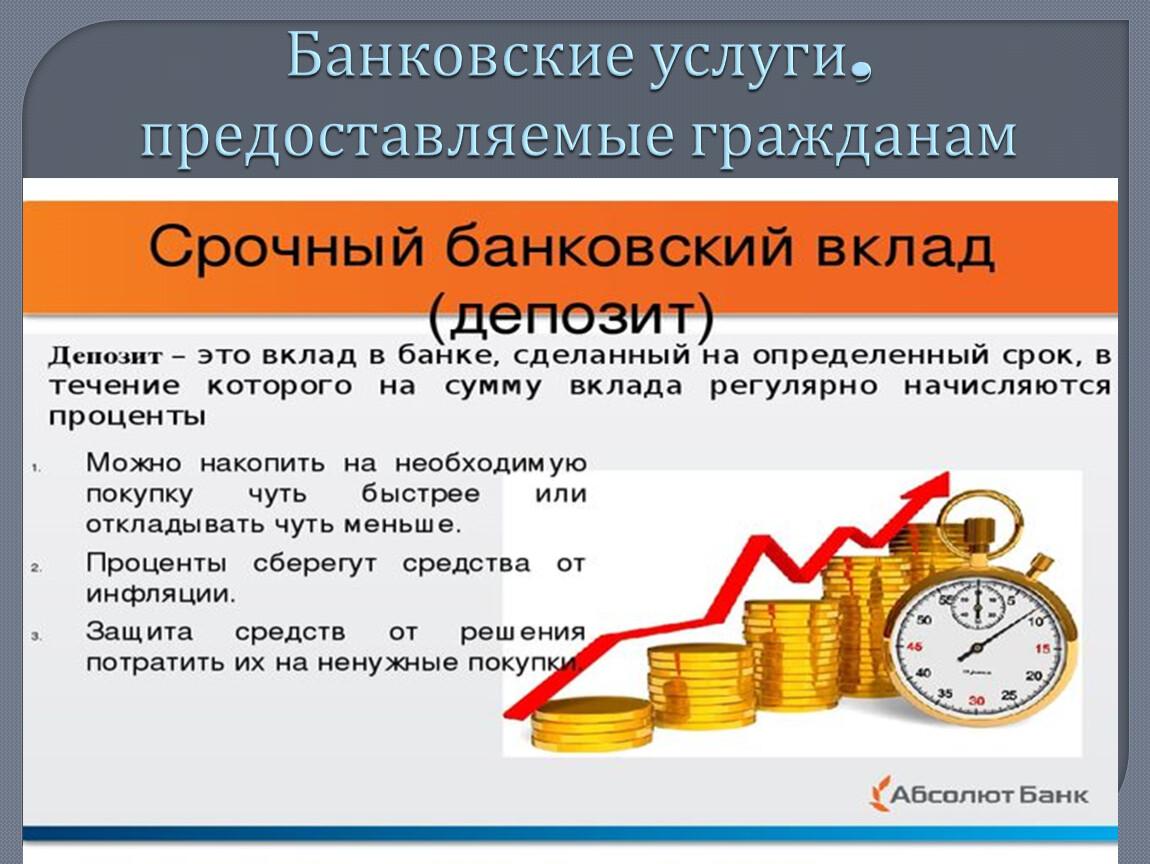 Банковские услуги,
предоставляемые гражданам
Срочный банковский вклад
(депозит)
Депозит – это вклад в банке, сделанный на определенный срок, в
течение которого на сумму вклада регулярно начисляются
проценты
1. Можно накопить на необходимую
покупку чуть быстрее или
откладывать чуть меньше.
2. Проценты сберегут средства от
инфляции.
3. Защита средств от решения
потратить их на ненужные покупки.
55 5
50 10
45 15
40 20
35 30 25
Абсолют Банк